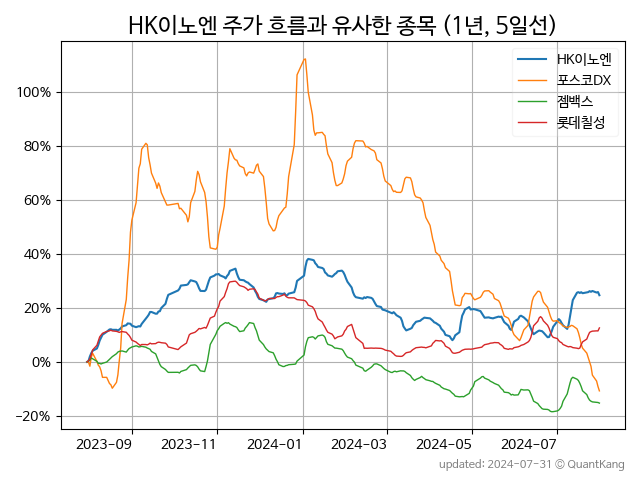 HK이노엔 주가 흐름과 유사한 종목 (1년, 5일선)
HK이노엔
포스코DX
젬백스
롯데칠성
100%
80%
60%
40%
20%
0%
−20%
2023-09
2023-11
2024-01
2024-03
2024-05
2024-07
updated: 2024-07-31 © QuantKang